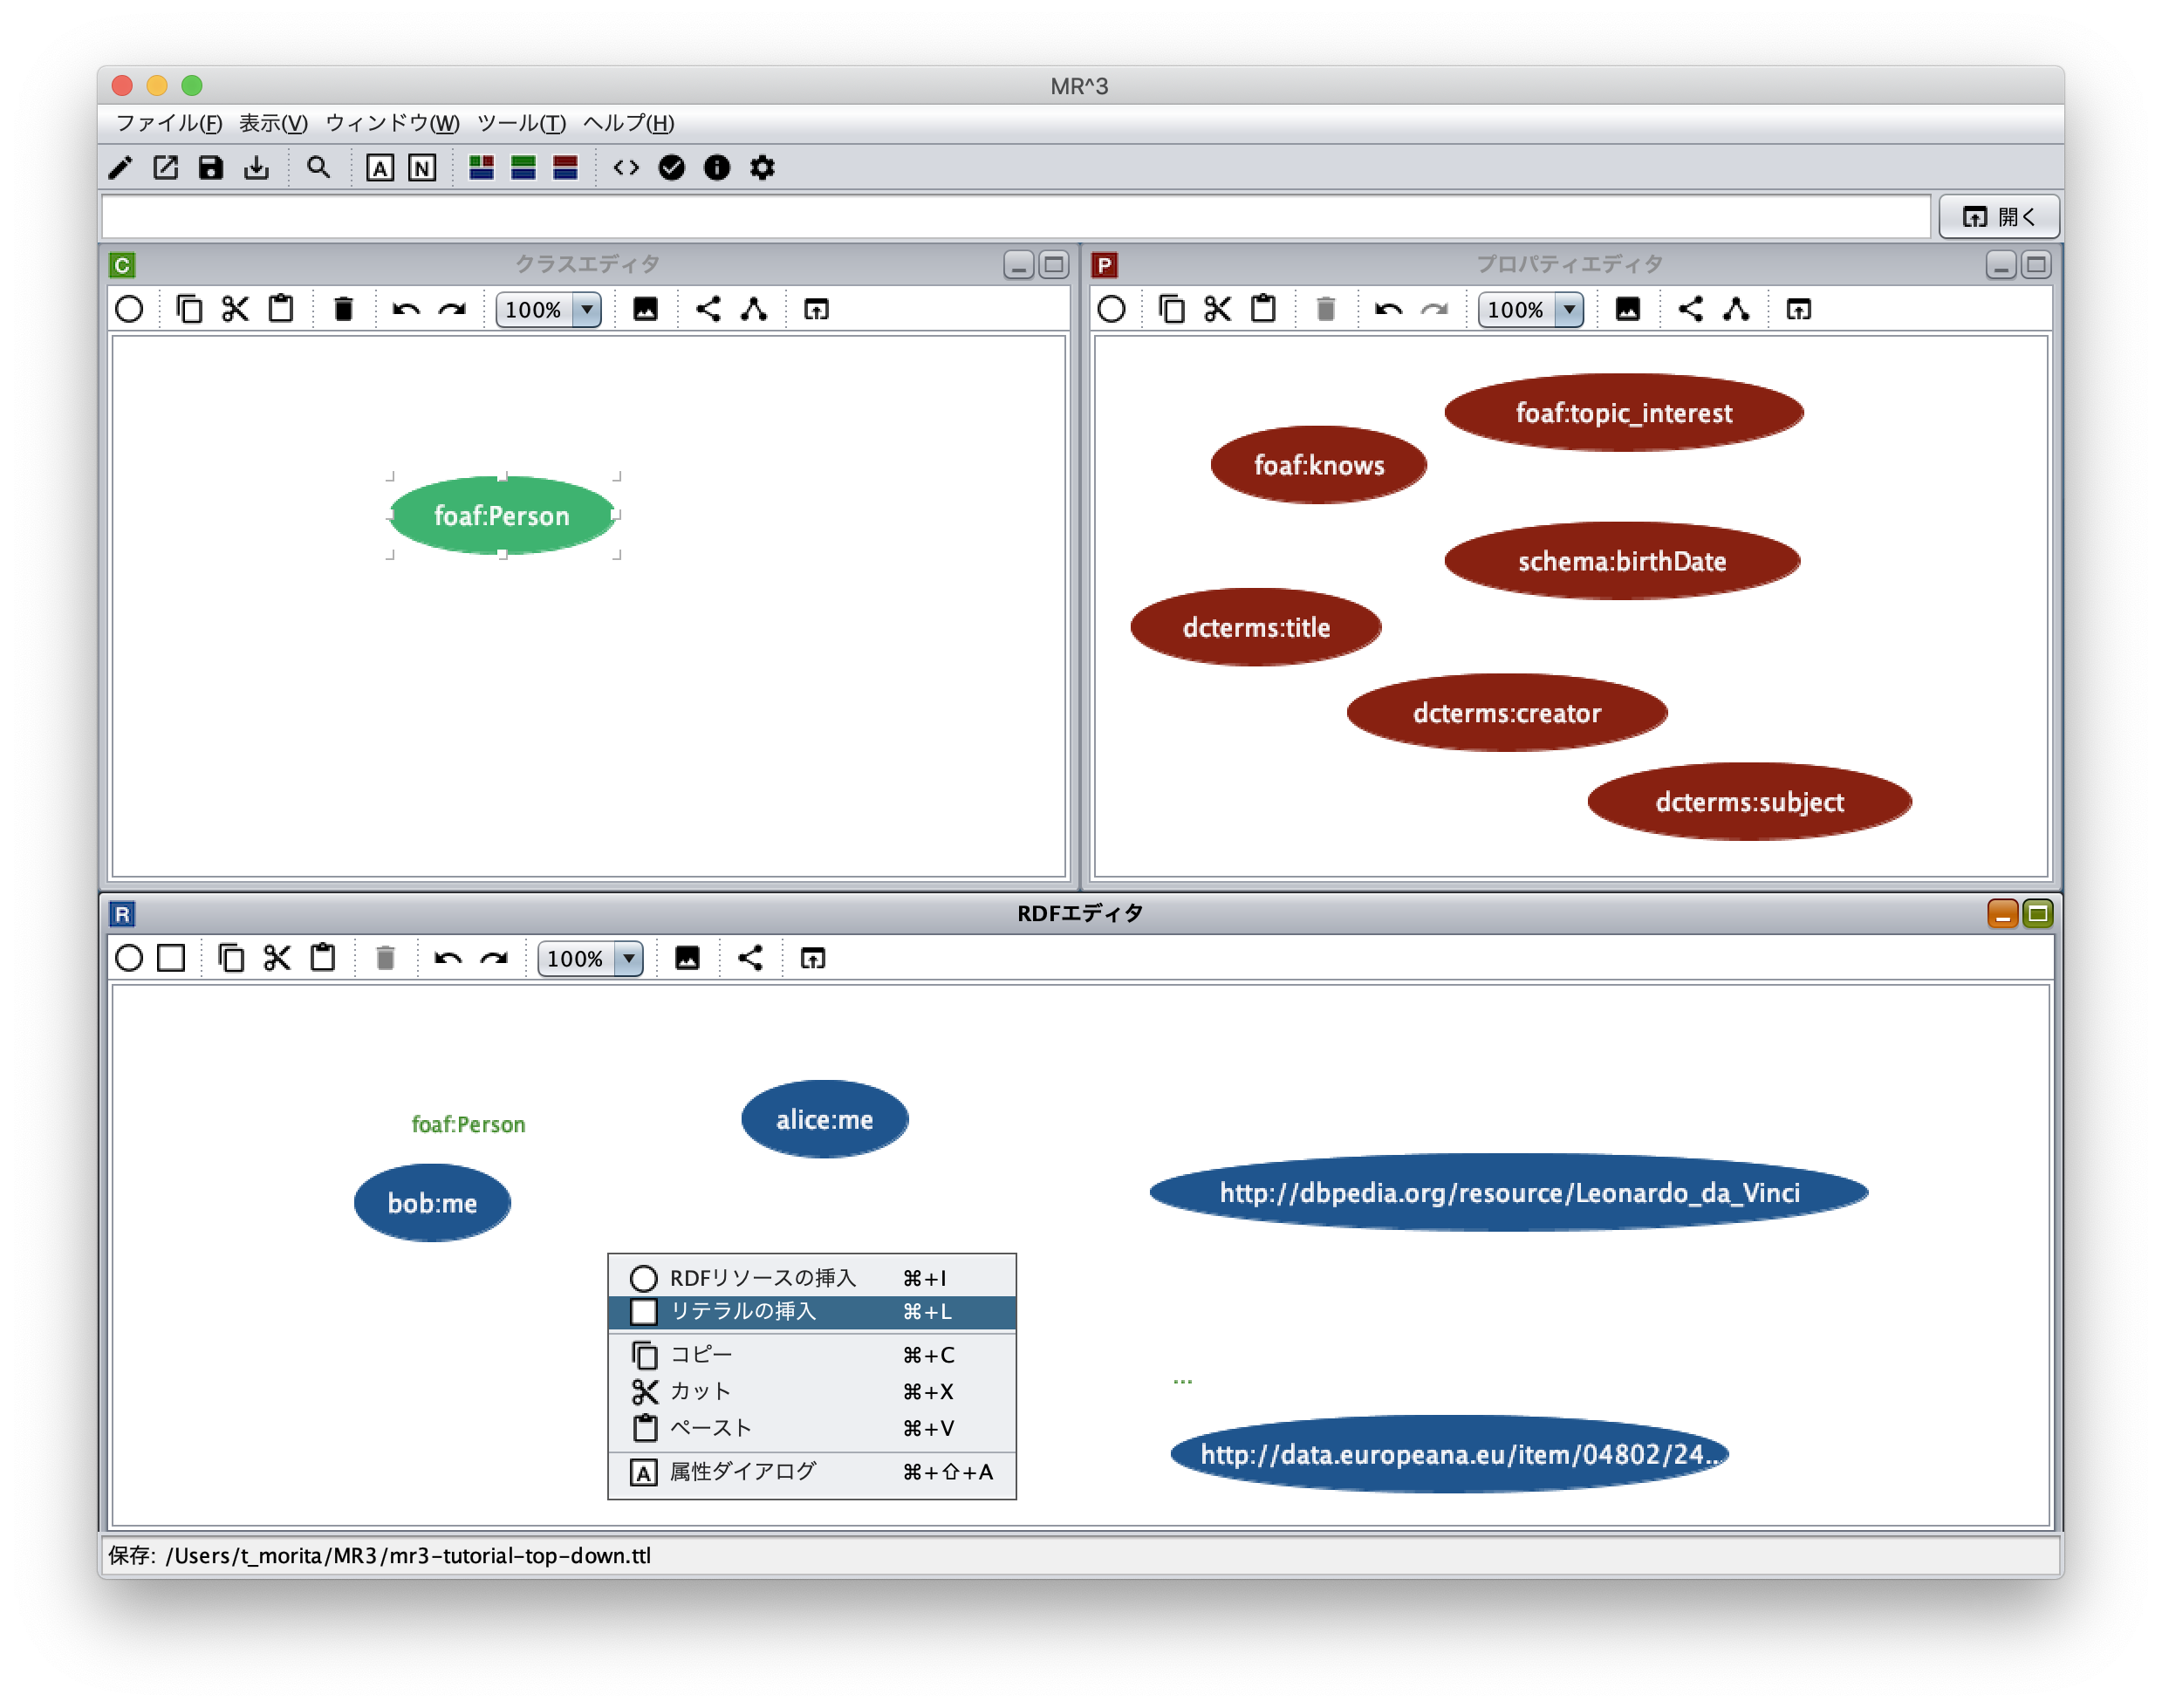 MR^3
ファイル(F) 表示(V) ウィンドウ(W) ツール(T) ヘルプ(H)
A N
開く
C クラスエディタ
100%
foaf:Person
P プロパティエディタ
100%
foaf:topic_interest
foaf:knows
schema:birthDate
dcterms:title
dcterms:creator
dcterms:subject
R RDFエディタ
100%
alice:me
foaf:Person
bob:me
http://dbpedia.org/resource/Leonardo_da_Vinci
RDFリソースの挿入 ⌘+I
リテラルの挿入 ⌘+L
コピー ⌘+C
カット ⌘+X
ペースト ⌘+V
A 属性ダイアログ ⌘+⇧+A
...
http://data.europeana.eu/item/04802/24...
保存: /Users/t_morita/MR3/mr3-tutorial-top-down.ttl